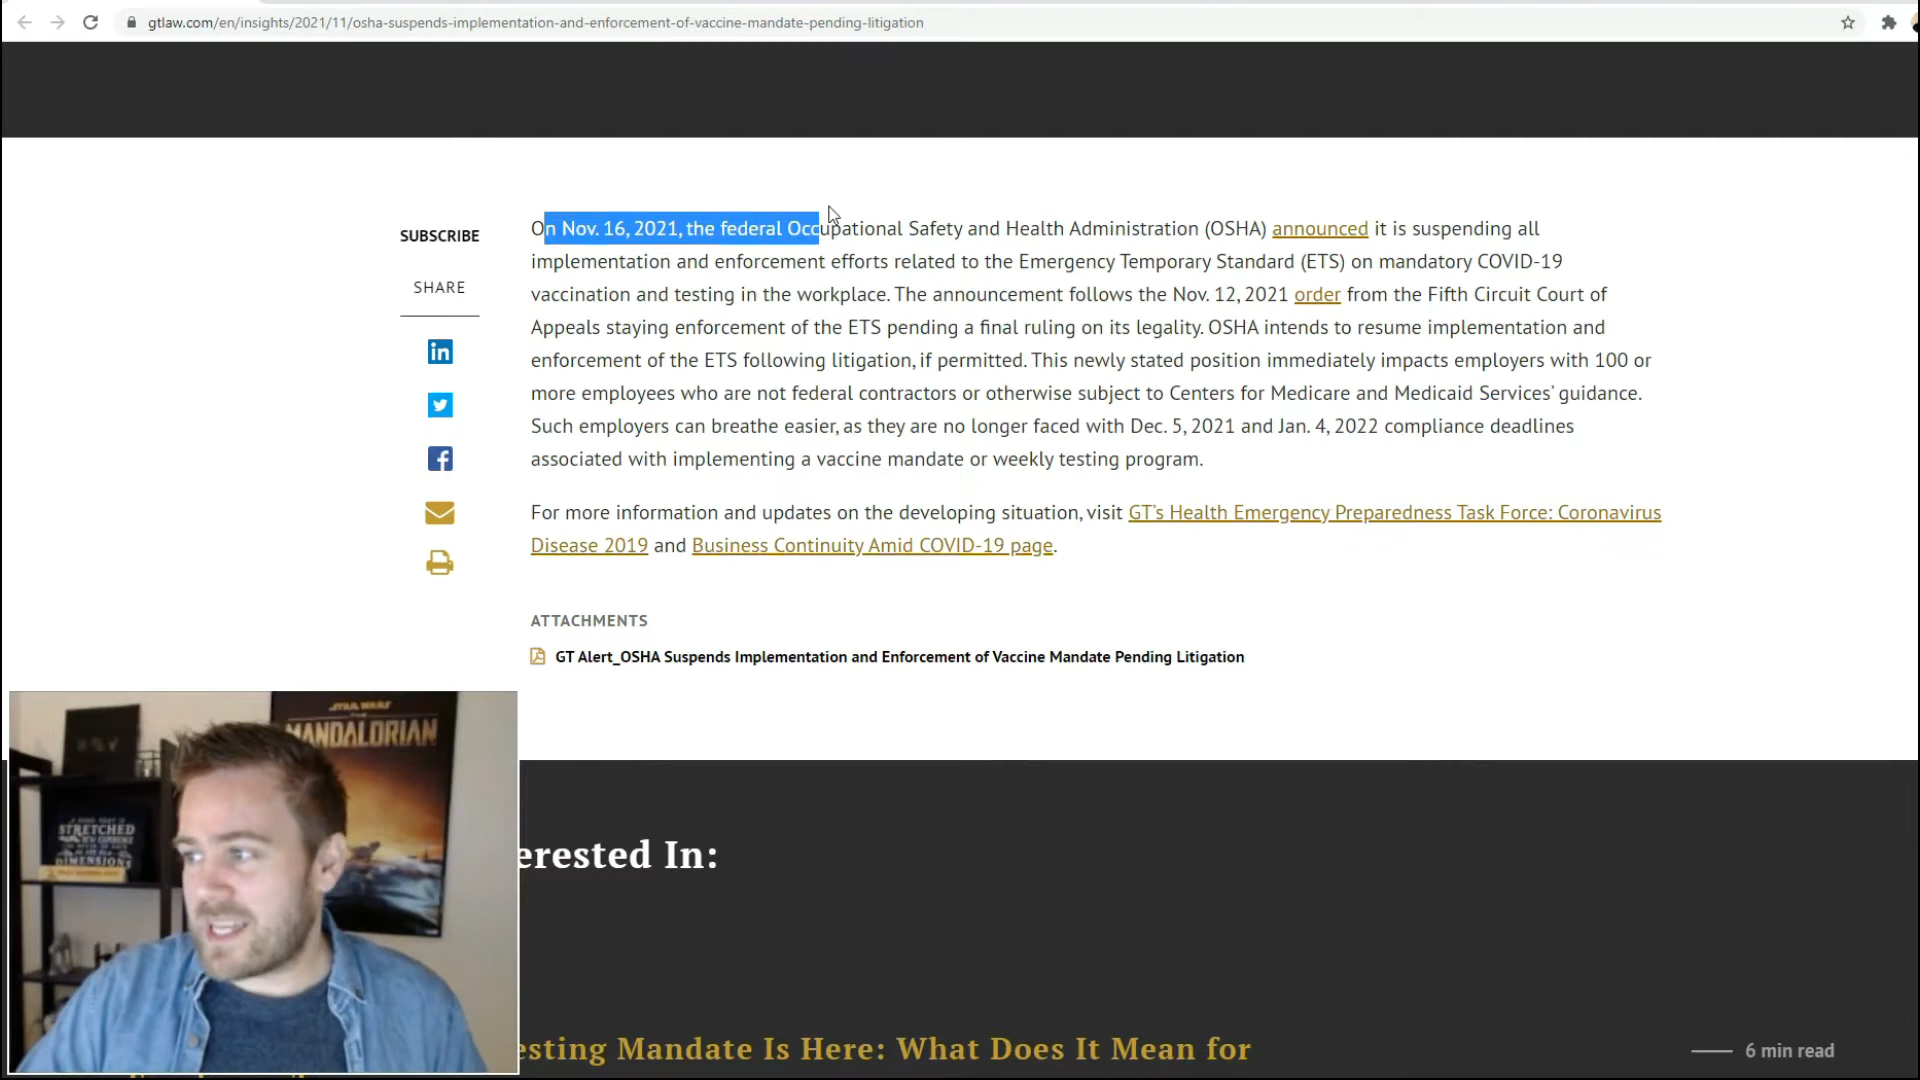 gtlaw.com/en/insights/2021/11/osha-suspends-implementation-and-enforcement-of-vaccine-mandate-pending-litigation
SUBSCRIBE
SHARE
On Nov. 16, 2021, the federal Occupational Safety and Health Administration (OSHA) announced it is suspending all
implementation and enforcement efforts related to the Emergency Temporary Standard (ETS) on mandatory COVID-19
vaccination and testing in the workplace. The announcement follows the Nov. 12, 2021 order from the Fifth Circuit Court of
Appeals staying enforcement of the ETS pending a final ruling on its legality. OSHA intends to resume implementation and
enforcement of the ETS following litigation, if permitted. This newly stated position immediately impacts employers with 100 or
more employees who are not federal contractors or otherwise subject to Centers for Medicare and Medicaid Services’ guidance.
Such employers can breathe easier, as they are no longer faced with Dec. 5, 2021 and Jan. 4, 2022 compliance deadlines
associated with implementing a vaccine mandate or weekly testing program.
For more information and updates on the developing situation, visit GT’s Health Emergency Preparedness Task Force: Coronavirus
Disease 2019 and Business Continuity Amid COVID-19 page.
ATTACHMENTS
GT Alert_OSHA Suspends Implementation and Enforcement of Vaccine Mandate Pending Litigation
STAR WARS
MANDALORIAN
STRETCHED
DIMENSIONS
erested In:
esting Mandate Is Here: What Does It Mean for
6 min read